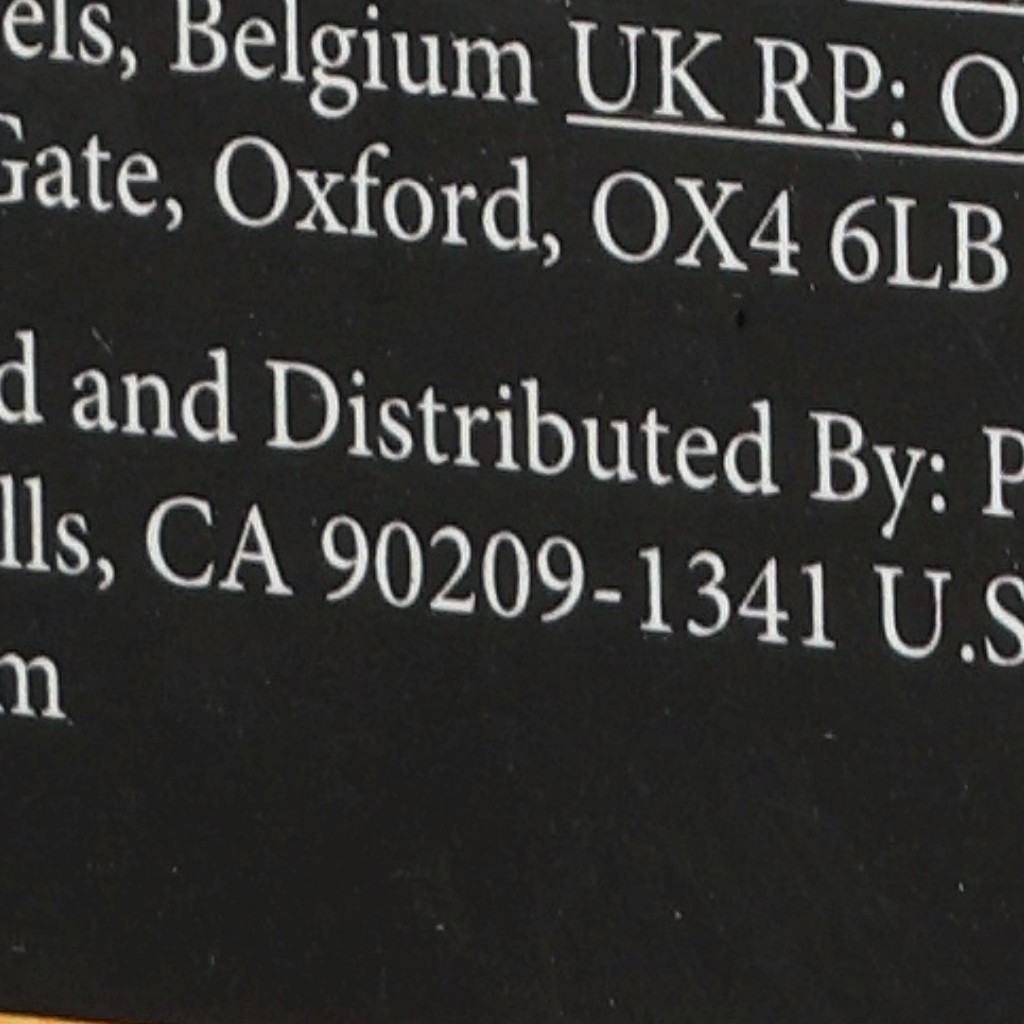 els, Belgium UK RP: O
Gate, Oxford, OX4 6LB
d and Distributed By: P
lls, CA 90209-1341 U.S
m